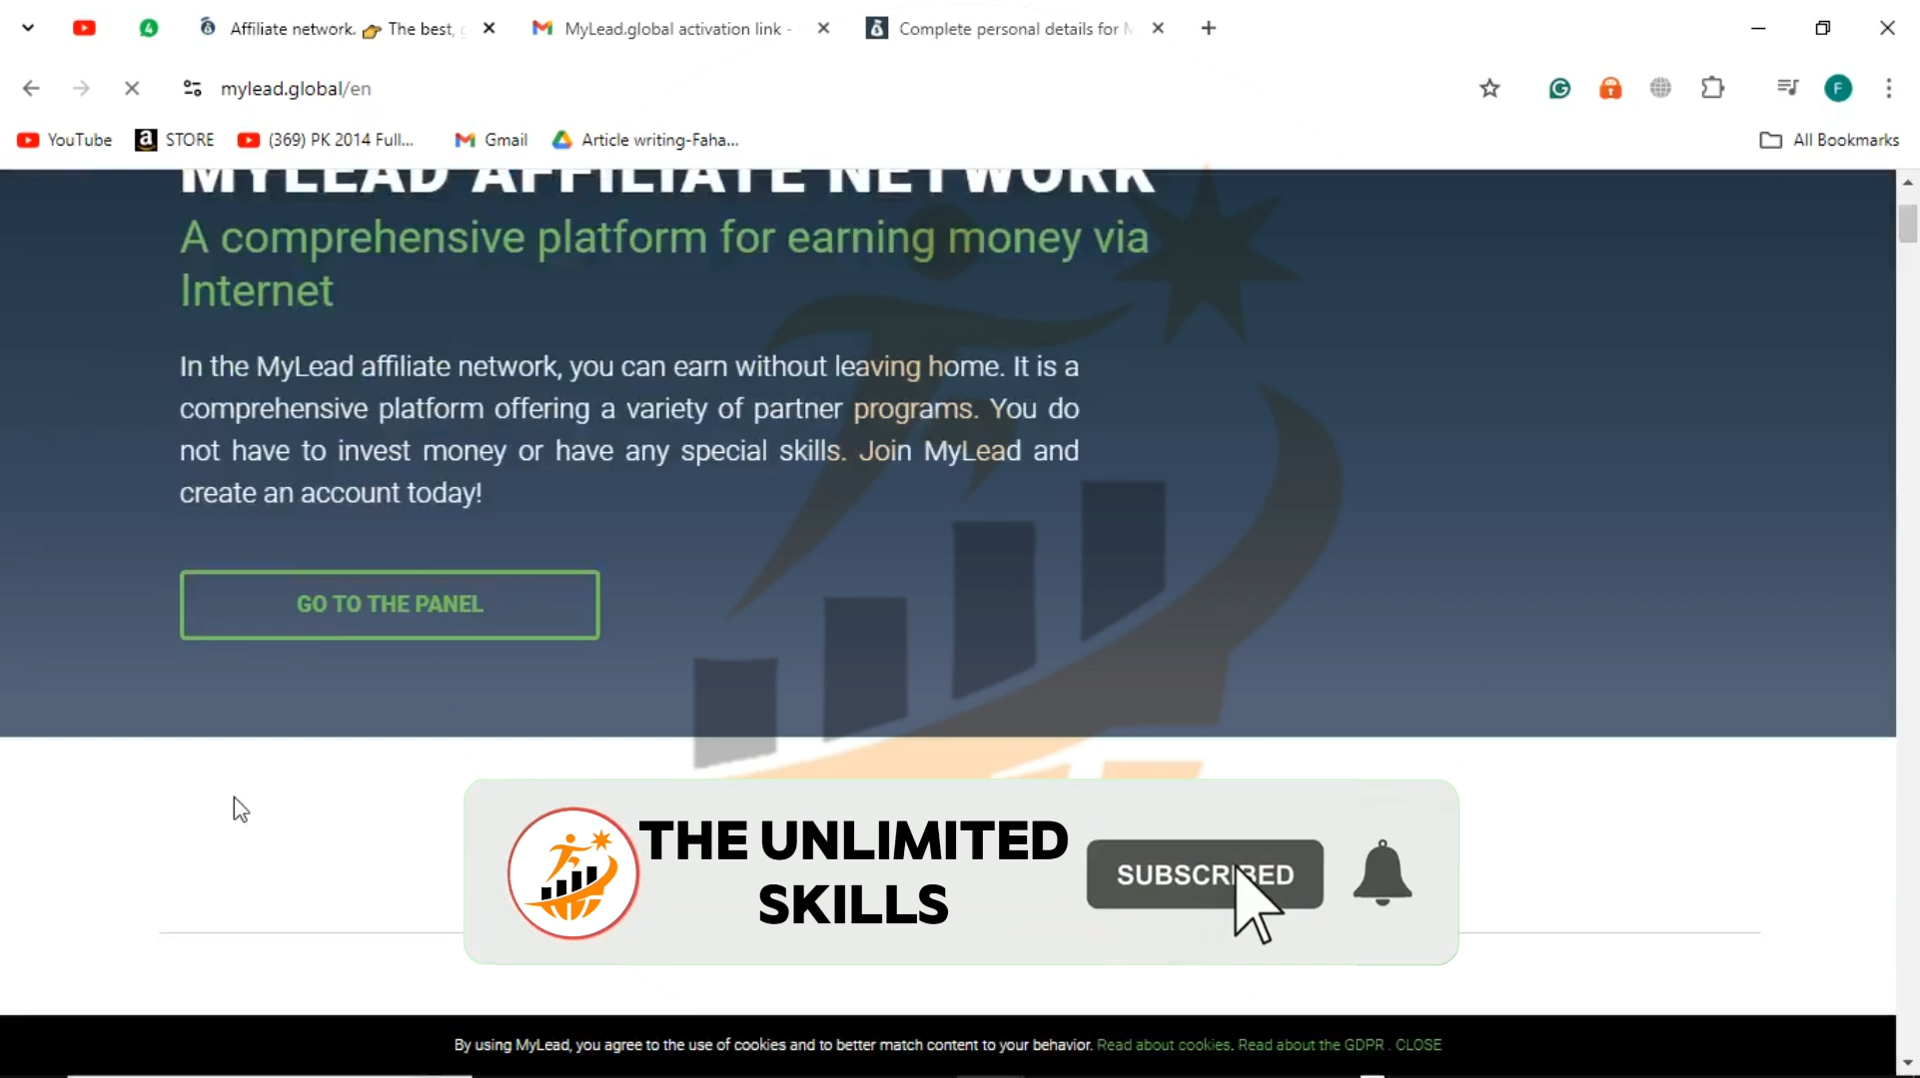 4
Affiliate network. 👉 The best, g
MyLead.global activation link -
Complete personal details for M
mylead.global/en
F
YouTube
a STORE
(369) PK 2014 Full...
Gmail
Article writing-Faha...
All Bookmarks
MYLEAD AFFILIATE NETWORK
A comprehensive platform for earning money via
Internet
In the MyLead affiliate network, you can earn without leaving home. It is a
comprehensive platform offering a variety of partner programs. You do
not have to invest money or have any special skills. Join MyLead and
create an account today!
GO TO THE PANEL
THE UNLIMITED
SKILLS
SUBSCRIBED
By using MyLead, you agree to the use of cookies and to better match content to your behavior. Read about cookies. Read about the GDPR . CLOSE